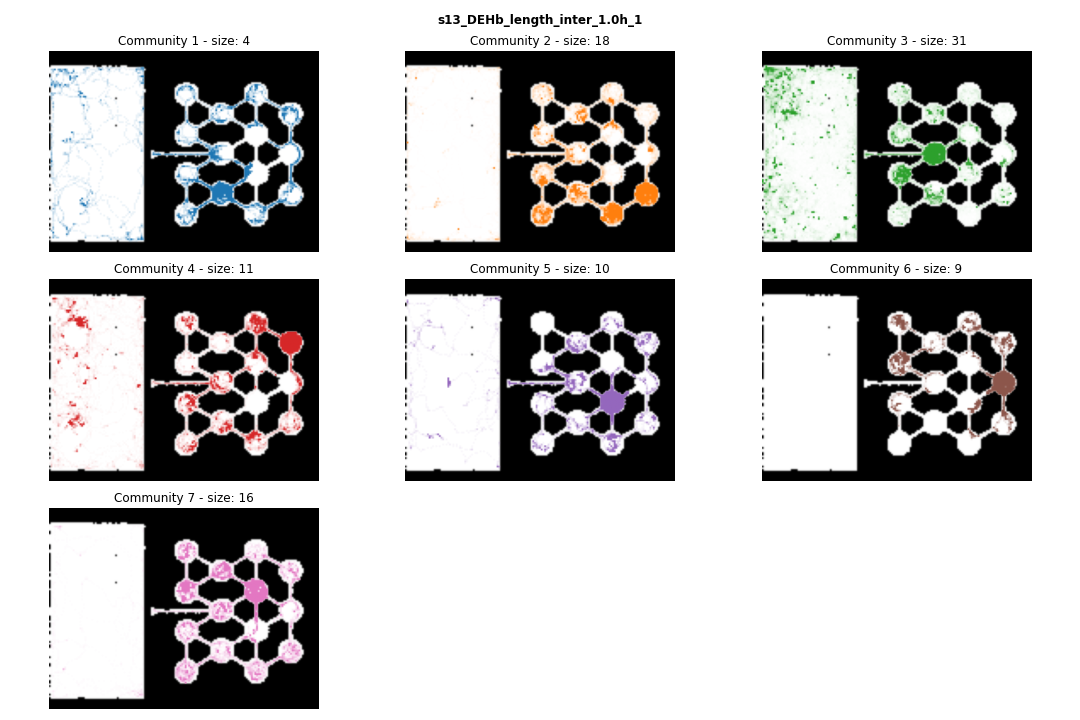 s13_DEHb_length_inter_1.0h_1
Community 1 - size: 4
Community 2 - size: 18
Community 3 - size: 31
Community 4 - size: 11
Community 5 - size: 10
Community 6 - size: 9
Community 7 - size: 16